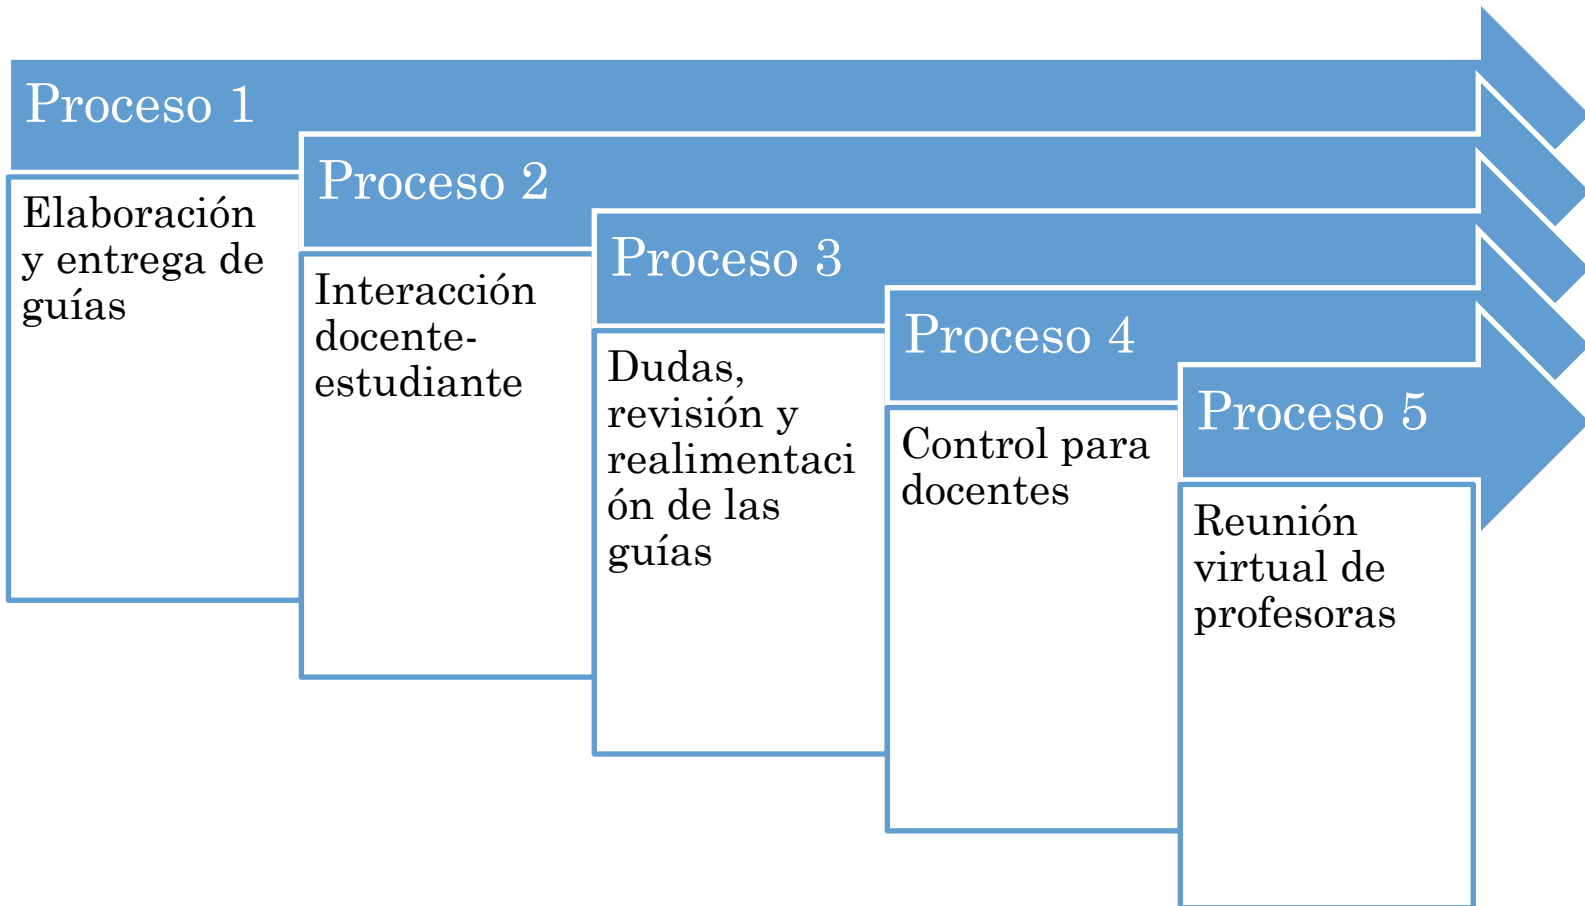 Proceso 1
Elaboración
y entrega de
guías
Proceso 2
Interacción
docente-
estudiante
Proceso 3
Dudas,
revisión y
realimentaci
ón de las
guías
Proceso 4
Control para
docentes
Proceso 5
Reunión
virtual de
profesoras